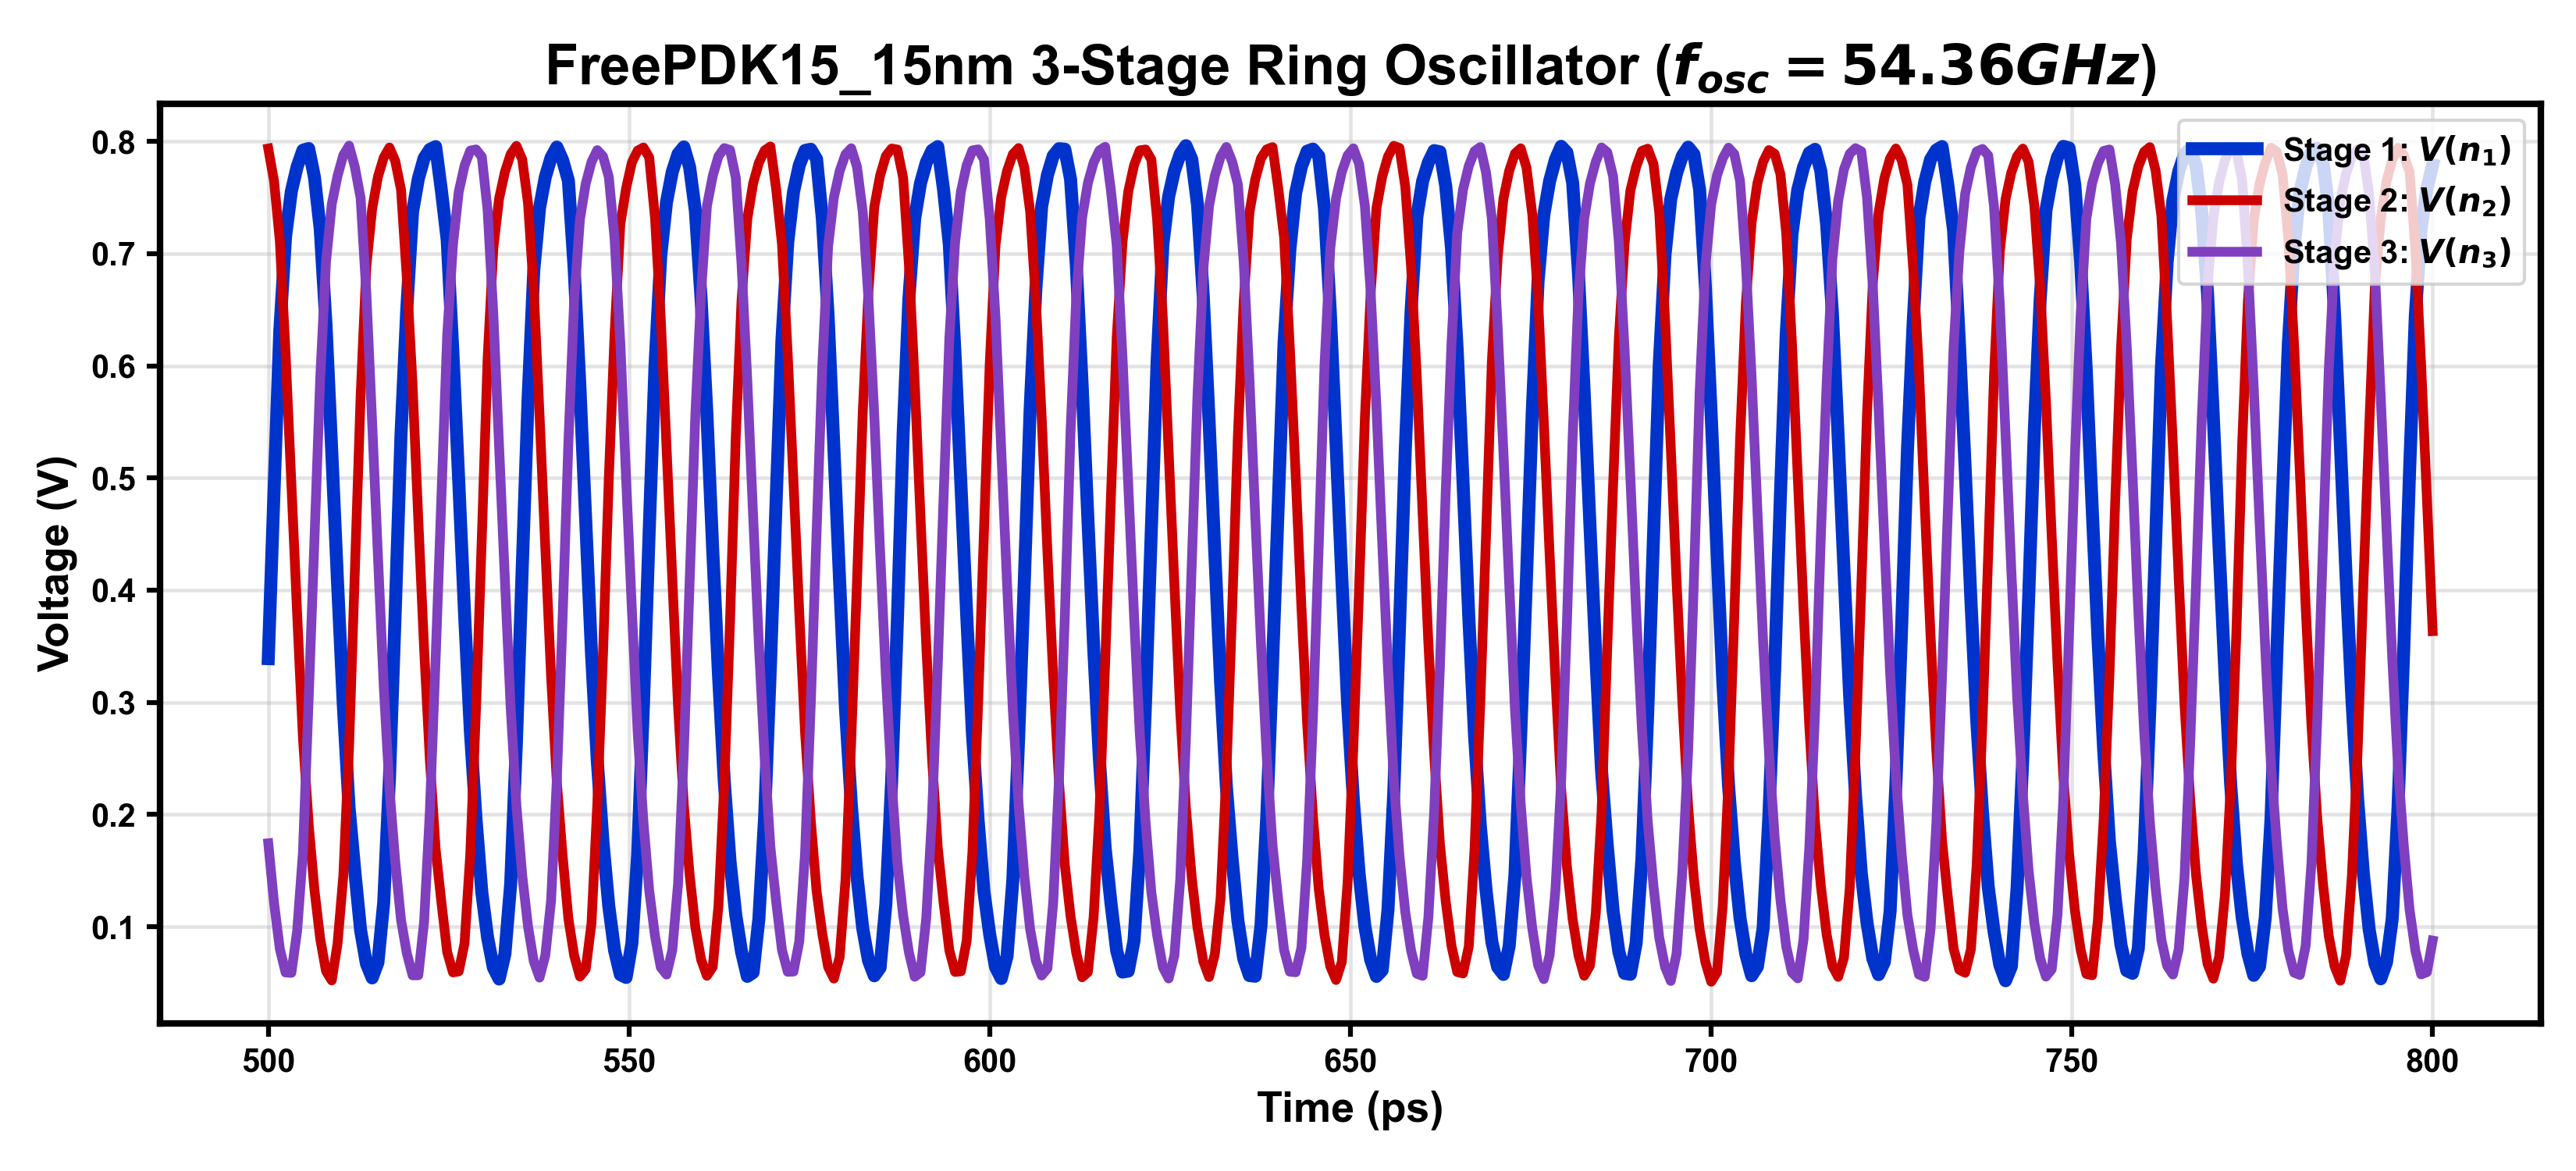 FreePDK15_15nm 3-Stage Ring Oscillator (f_osc = 54.36GHz)
Stage 1: V(n₁)
Stage 2: V(n₂)
Stage 3: V(n₃)
Voltage (V)
0.8
0.7
0.6
0.5
0.4
0.3
0.2
0.1
500 550 600 650 700 750 800
Time (ps)